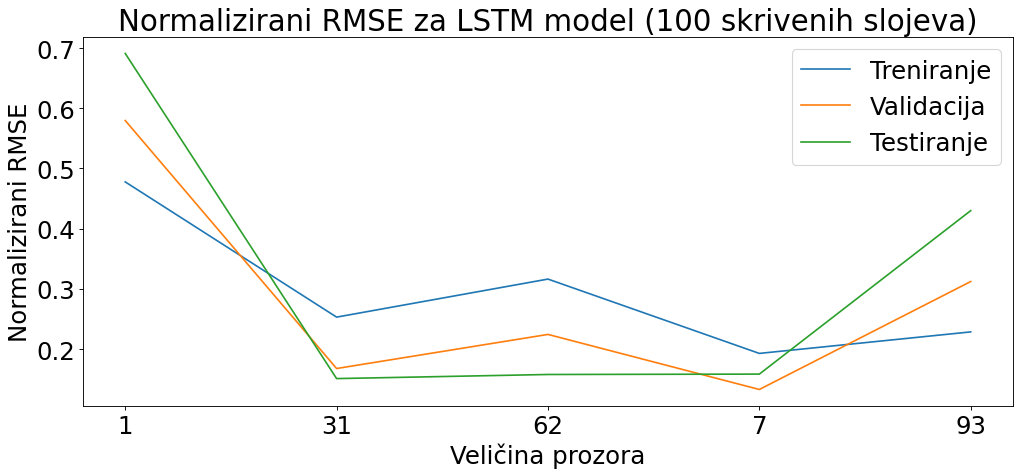 Normalizirani RMSE za LSTM model (100 skrivenih slojeva)
Normalizirani RMSE
0.7
0.6
0.5
0.4
0.3
0.2
Treniranje
Validacija
Testiranje
1 31 62 7 93
Veličina prozora